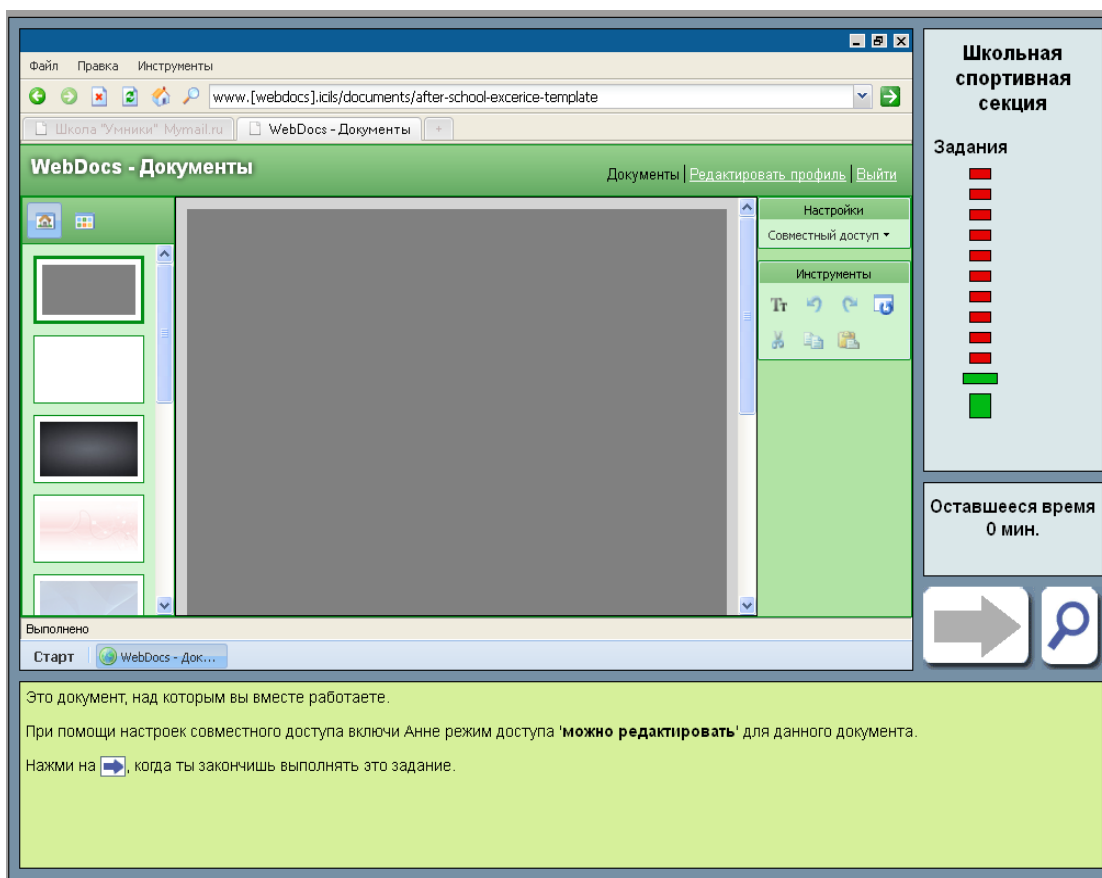 Файл Правка Инструменты
www.[webdocs].icils/documents/after-school-excerice-template
Школа "Умники" Mymail.ru
WebDocs - Документы
+
WebDocs - Документы
Документы | Редактировать профиль | Выйти
Настройки
Совместный доступ
Инструменты
Тт
Выполнено
Старт
WebDocs - Док...
Школьная
спортивная
секция
Задания
Оставшееся время
0 мин.
Это документ, над которым вы вместе работаете.
При помощи настроек совместного доступа включи Анне режим доступа 'можно редактировать' для данного документа.
Нажми на , когда ты закончишь выполнять это задание.